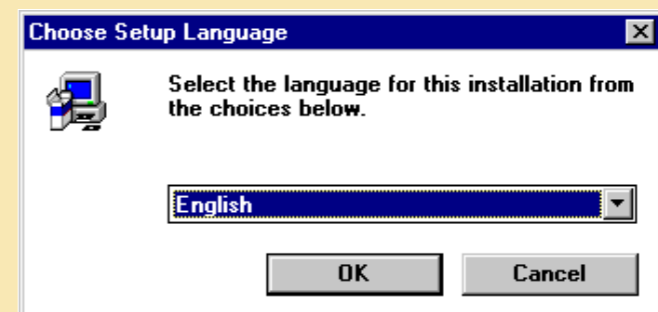 Choose Setup Language
Select the language for this installation from
the choices below.
English
OK
Cancel